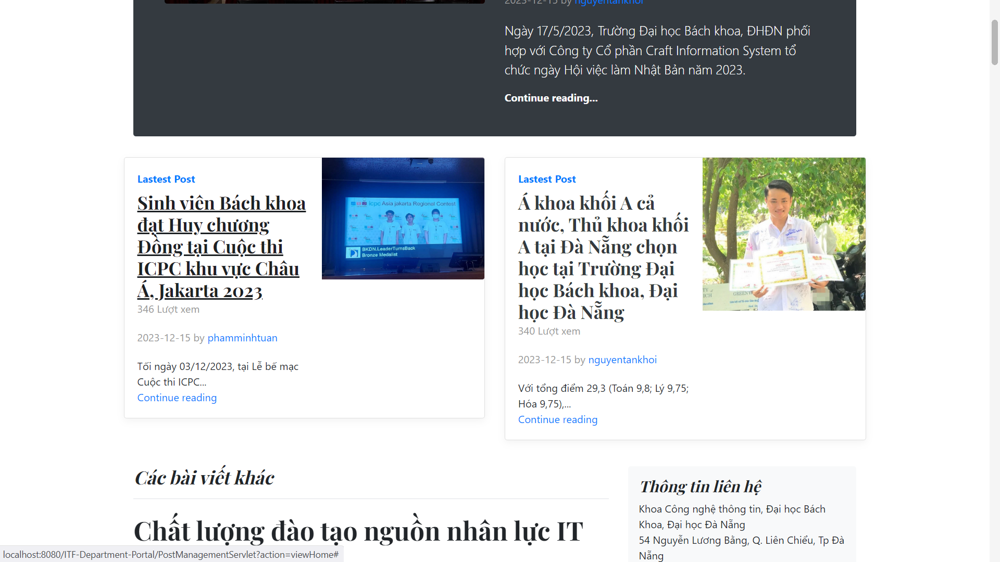 2023-12-15 by nguyentankhoi
Ngày 17/5/2023, Trường Đại học Bách khoa, ĐHĐN phối
hợp với Công ty Cổ phần Craft Information System tổ
chức ngày Hội việc làm Nhật Bản năm 2023.
Continue reading...
Lastest Post
Sinh viên Bách khoa
đạt Huy chương
Đồng tại Cuộc thi
ICPC khu vực Châu
Á, Jakarta 2023
346 Lượt xem
2023-12-15 by phamminhtuan
Tối ngày 03/12/2023, tại Lễ bế mạc
Cuộc thi ICPC...
Continue reading
icpc Asia Jakarta Regional Contest
BKDN.LeaderTurnsBack
Bronze Medalist
Lastest Post
Á khoa khối A cả
nước, Thủ khoa khối
A tại Đà Nẵng chọn
học tại Trường Đại
học Bách khoa, Đại
học Đà Nẵng
340 Lượt xem
2023-12-15 by nguyentankhoi
Với tổng điểm 29,3 (Toán 9,8; Lý 9,75;
Hóa 9,75),...
Continue reading
Các bài viết khác
Chất lượng đào tạo nguồn nhân lực IT
Thông tin liên hệ
Khoa Công nghệ thông tin, Đại học Bách
Khoa, Đại học Đà Nẵng
54 Nguyễn Lương Bằng, Q. Liên Chiểu, Tp Đà
Nẵng
localhost:8080/ITF-Department-Portal/PostManagementServlet?action=viewHome#